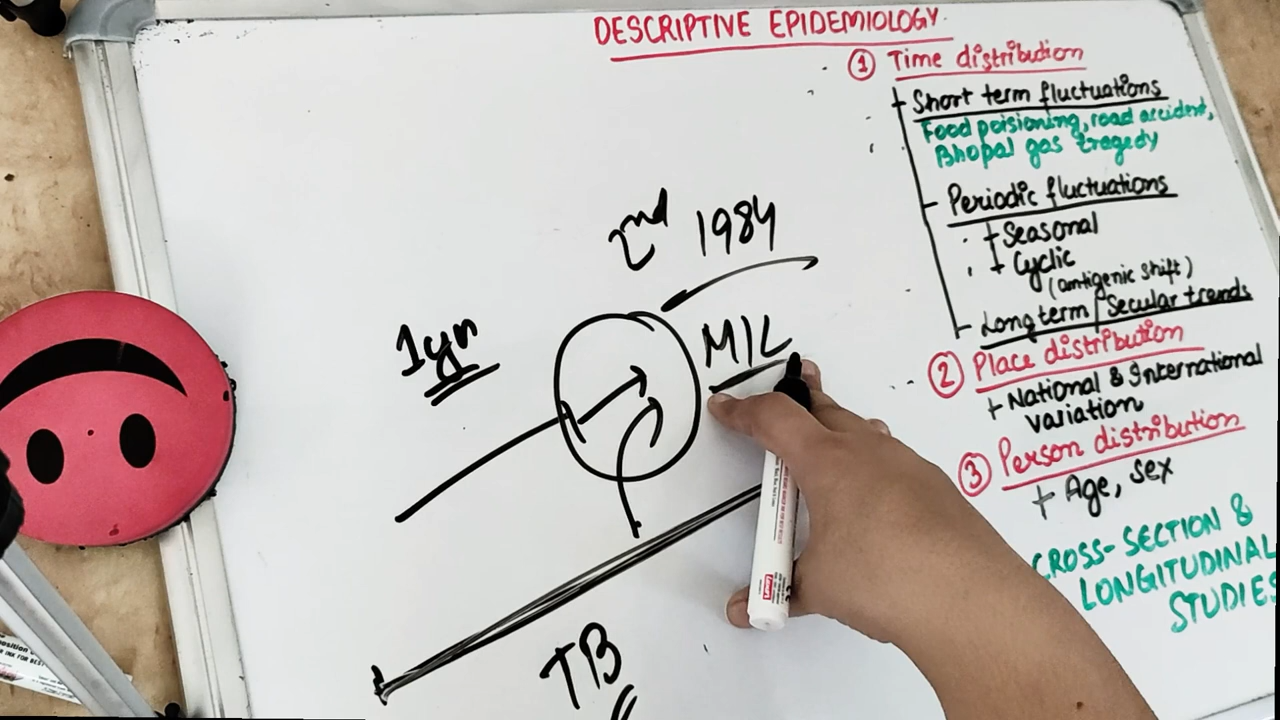 DESCRIPTIVE EPIDEMIOLOGY
① Time distribution
Short term fluctuations
Food poisioning, road accident,
Bhopal gas tragedy
Periodic fluctuations
+ Seasonal
+ Cyclic
(antigenic shift)
Long term / Secular trends
② Place distribution
+ National & International
variation
③ Person distribution
+ Age, sex
CROSS-SECTION &
LONGITUDINAL
STUDIES
2nd 1984
1yr
MIC
TB